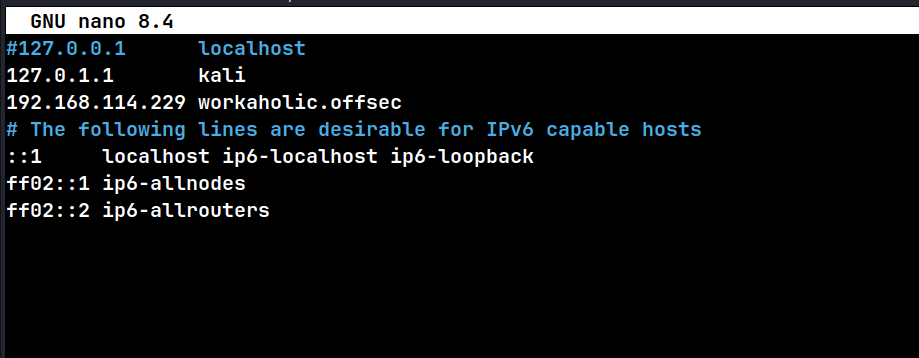 GNU nano 8.4
#127.0.0.1      localhost
127.0.1.1       kali
192.168.114.229 workaholic.offsec
# The following lines are desirable for IPv6 capable hosts
::1     localhost ip6-localhost ip6-loopback
ff02::1 ip6-allnodes
ff02::2 ip6-allrouters